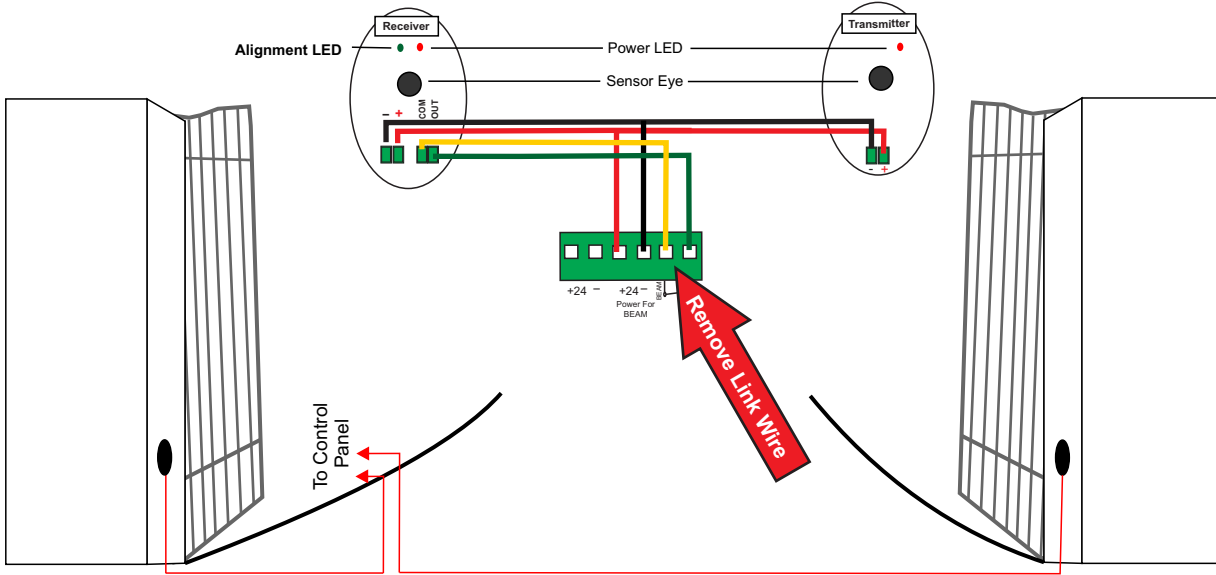 Receiver
Transmitter
Alignment LED
Power LED
Sensor Eye
– +
COM
OUT
- +
+24 – +24 –
BEAM
Power For
BEAM
Remove Link Wire
To Control
Panel